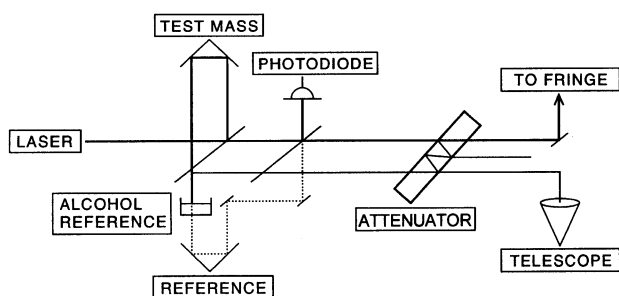 TEST MASS
PHOTODIODE
TO FRINGE
LASER
ALCOHOL
REFERENCE
ATTENUATOR
TELESCOPE
REFERENCE